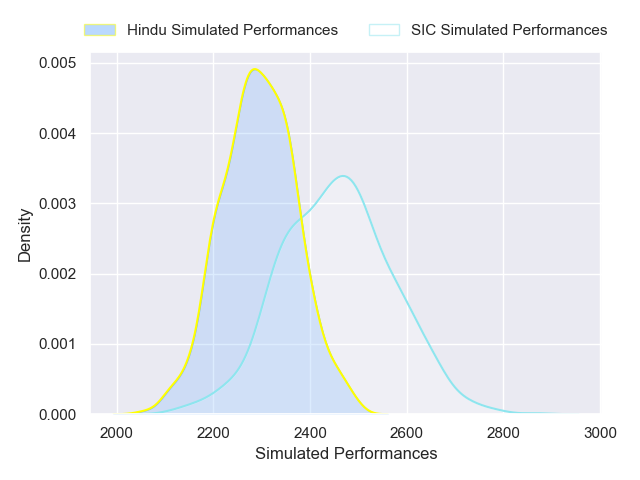 Hindu Simulated Performances SIC Simulated Performances
0.005
0.004
0.003
0.002
0.001
0.000
Density
2000 2200 2400 2600 2800 3000
Simulated Performances